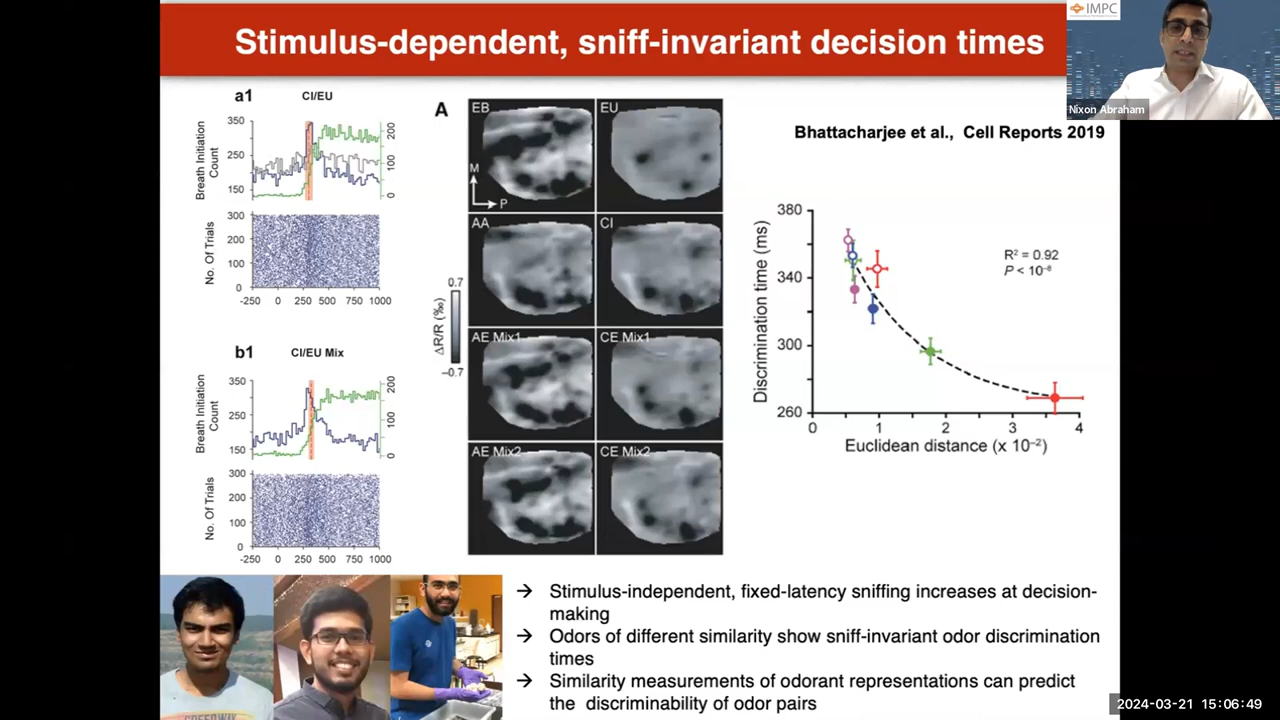 Stimulus-dependent, sniff-invariant decision times
IMPC
Nixon Abraham
a1
CI/EU
Breath Initiation
Count
350
250
150
200
100
0
No. Of Trials
300
200
100
0
-250 0 250 500 750 1000
b1
CI/EU Mix
Breath Initiation
Count
350
250
150
200
100
0
No. Of Trials
300
200
100
0
-250 0 250 500 750 1000
A
EB
EU
M
P
AA
CI
0.7
ΔR/R (‰)
−0.7
AE Mix1
CE Mix1
AE Mix2
CE Mix2
Bhattacharjee et al., Cell Reports 2019
Discrimination time (ms)
380
340
300
260
R² = 0.92
P < 10⁻⁸
0 1 2 3 4
Euclidean distance (x 10⁻²)
→ Stimulus-independent, fixed-latency sniffing increases at decision-
making
→ Odors of different similarity show sniff-invariant odor discrimination
times
→ Similarity measurements of odorant representations can predict
the discriminability of odor pairs
2024-03-21 15:06:49